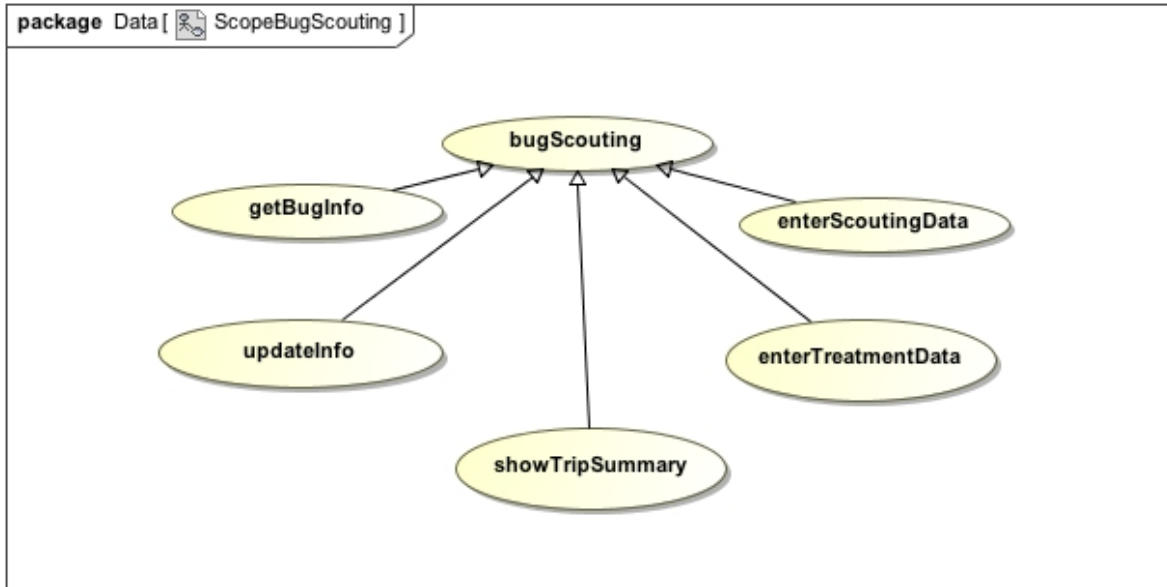 package Data [ ScopeBugScouting ]
bugScouting
getBugInfo
enterScoutingData
updateInfo
enterTreatmentData
showTripSummary